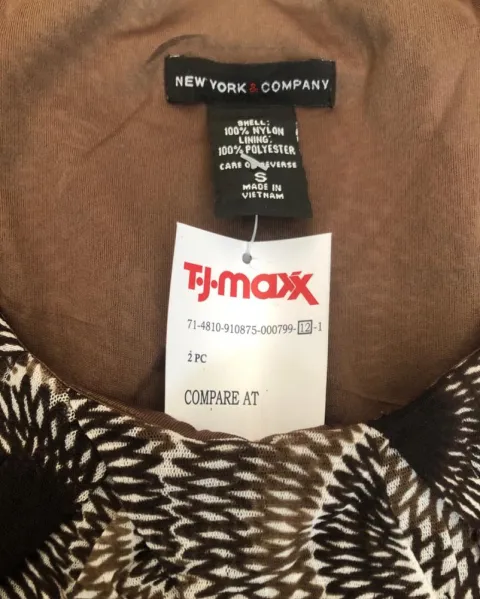 NEW YORK & COMPANY
SHELL:
100% NYLON
LINING:
100% POLYESTER
CARE ON REVERSE
S
MADE IN
VIETNAM
T·J·maxx
71-4810-910875-000799-12-1
2 PC
COMPARE AT